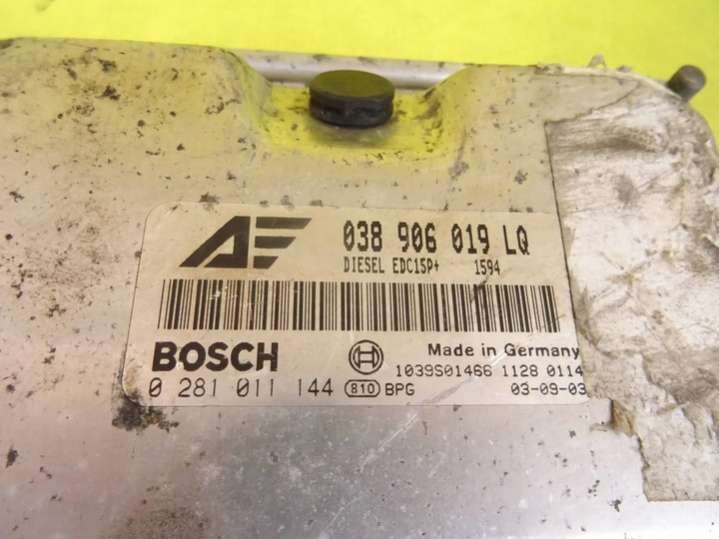 AE
038 906 019 LQ
DIESEL EDC15P+ 1594
BOSCH
Made in Germany
1039S01466 1128 0114
0 281 011 144 810 BPG 03-09-03